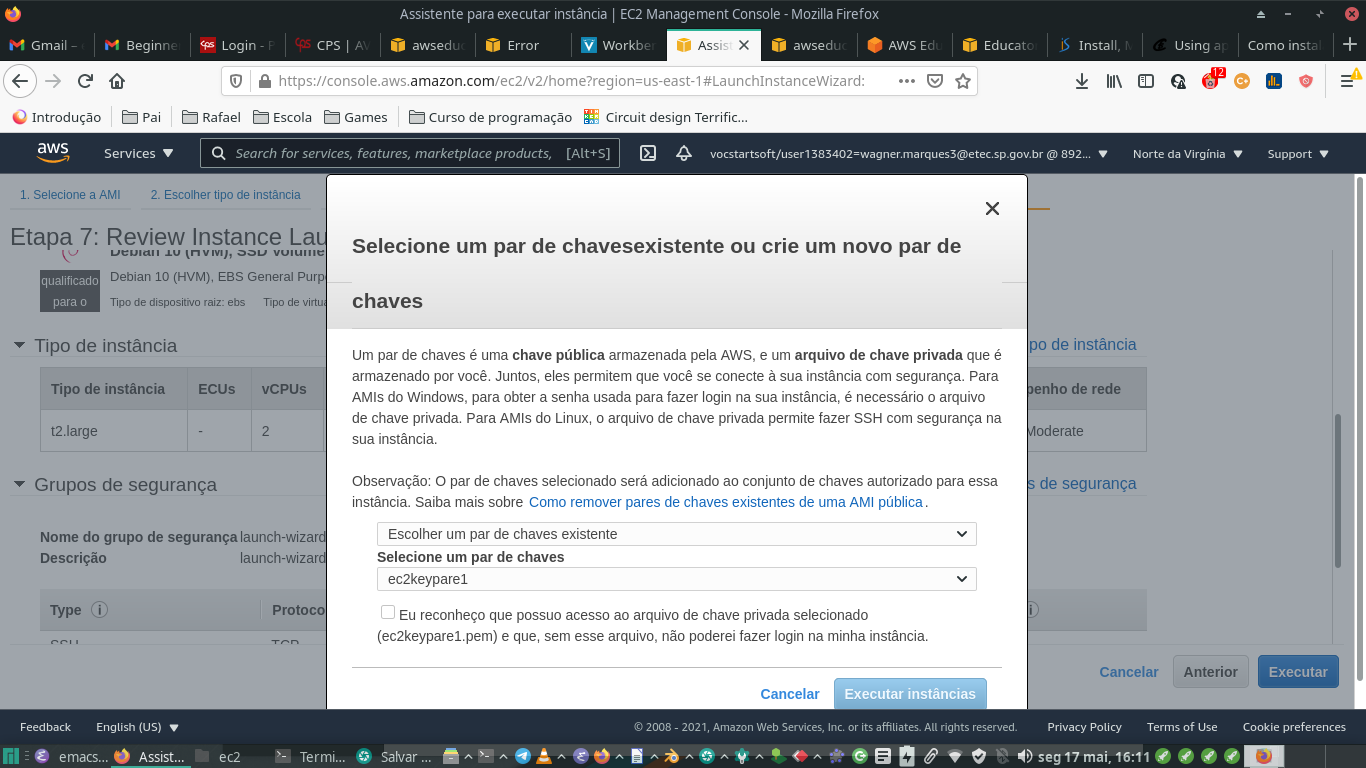 Assistente para executar instância | EC2 Management Console - Mozilla Firefox
Gmail – Beginner Login - F CPS | AV awseduc Error Workben Assist awseduc AWS Edu Educator Install, M Using ap Como instal
https://console.aws.amazon.com/ec2/v2/home?region=us-east-1#LaunchInstanceWizard:
12
Introdução Pai Rafael Escola Games Curso de programação Circuit design Terrific...
aws Services Search for services, features, marketplace products, [Alt+S] vocstartsoft/user1383402=wagner.marques3@etec.sp.gov.br @ 892... Norte da Virgínia Support
1. Selecione a AMI 2. Escolher tipo de instância
Etapa 7: Review Instance Lau
Debian 10 (HVM), SSD Volume
qualificado
para o
Debian 10 (HVM), EBS General Purpo
Tipo de dispositivo raiz: ebs Tipo de virtua
Tipo de instância
po de instância
Tipo de instância ECUs vCPUs penho de rede
t2.large - 2 Moderate
Grupos de segurança
s de segurança
Nome do grupo de segurança launch-wizard
Descrição launch-wizard
Type i Protoco i
SSH TCP
Selecione um par de chavesexistente ou crie um novo par de
chaves
Um par de chaves é uma chave pública armazenada pela AWS, e um arquivo de chave privada que é
armazenado por você. Juntos, eles permitem que você se conecte à sua instância com segurança. Para
AMIs do Windows, para obter a senha usada para fazer login na sua instância, é necessário o arquivo
de chave privada. Para AMIs do Linux, o arquivo de chave privada permite fazer SSH com segurança na
sua instância.
Observação: O par de chaves selecionado será adicionado ao conjunto de chaves autorizado para essa
instância. Saiba mais sobre Como remover pares de chaves existentes de uma AMI pública .
Escolher um par de chaves existente
Selecione um par de chaves
ec2keypare1
Eu reconheço que possuo acesso ao arquivo de chave privada selecionado
(ec2keypare1.pem) e que, sem esse arquivo, não poderei fazer login na minha instância.
Cancelar Executar instâncias
Cancelar Anterior Executar
Feedback English (US) © 2008 - 2021, Amazon Web Services, Inc. or its affiliates. All rights reserved. Privacy Policy Terms of Use Cookie preferences
emacs... Assist... ec2 Termi... Salvar ... seg 17 mai, 16:11